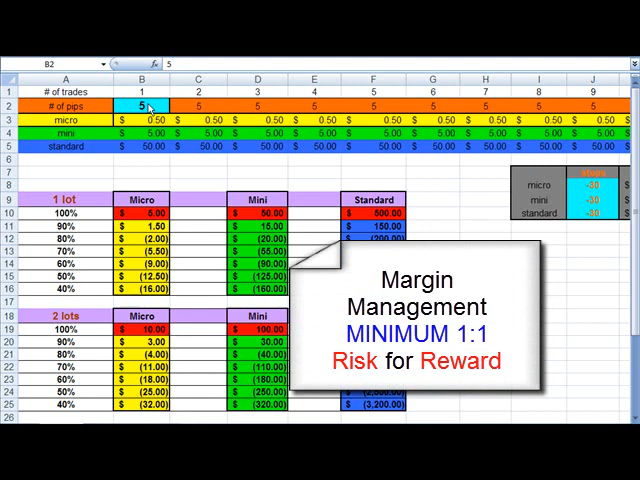 B2 fx 5
A B C D E F G H I J
1 # of trades 1 2 3 4 5 6 7 8 9
2 # of pips 5 5 5 5 5 5 5 5 5
3 micro $ 0.50 $ 0.50 $ 0.50 $ 0.50 $ 0.50 $ 0.50 $ 0.50 $ 0.50 $ 0.50
4 mini $ 5.00 $ 5.00 $ 5.00 $ 5.00 $ 5.00 $ 5.00 $ 5.00 $ 5.00 $ 5.00
5 standard $ 50.00 $ 50.00 $ 50.00 $ 50.00 $ 50.00 $ 50.00 $ 50.00 $ 50.00 $ 50.00
6
7 stops
8 micro -30 $
9 1 lot Micro Mini Standard mini -30 $
10 100% $ 5.00 $ 50.00 $ 500.00 standard -30 $
11 90% $ 1.50 $ 15.00 $ 150.00
12 80% $ (2.00) $ (20.00) $ (200.00)
13 70% $ (5.50) $ (55.00)
14 60% $ (9.00) $ (90.00)
15 50% $ (12.50) $ (125.00)
16 40% $ (16.00) $ (160.00)
17
18 2 lots Micro Mini
19 100% $ 10.00 $ 100.00
20 90% $ 3.00 $ 30.00
21 80% $ (4.00) $ (40.00)
22 70% $ (11.00) $ (110.00)
23 60% $ (18.00) $ (180.00)
24 50% $ (25.00) $ (250.00)
25 40% $ (32.00) $ (320.00) $ (3,200.00)
26
Margin
Management
MINIMUM 1:1
Risk for Reward